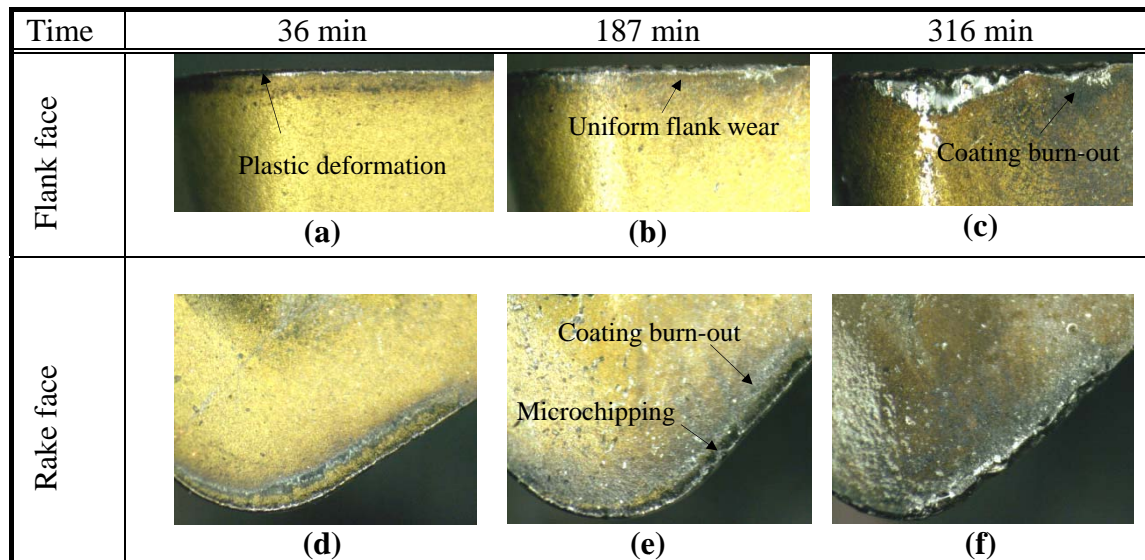 Time 36 min 187 min 316 min
Flank face
Plastic deformation
Uniform flank wear
Coating burn-out
(a) (b) (c)
Rake face
Coating burn-out
Microchipping
(d) (e) (f)